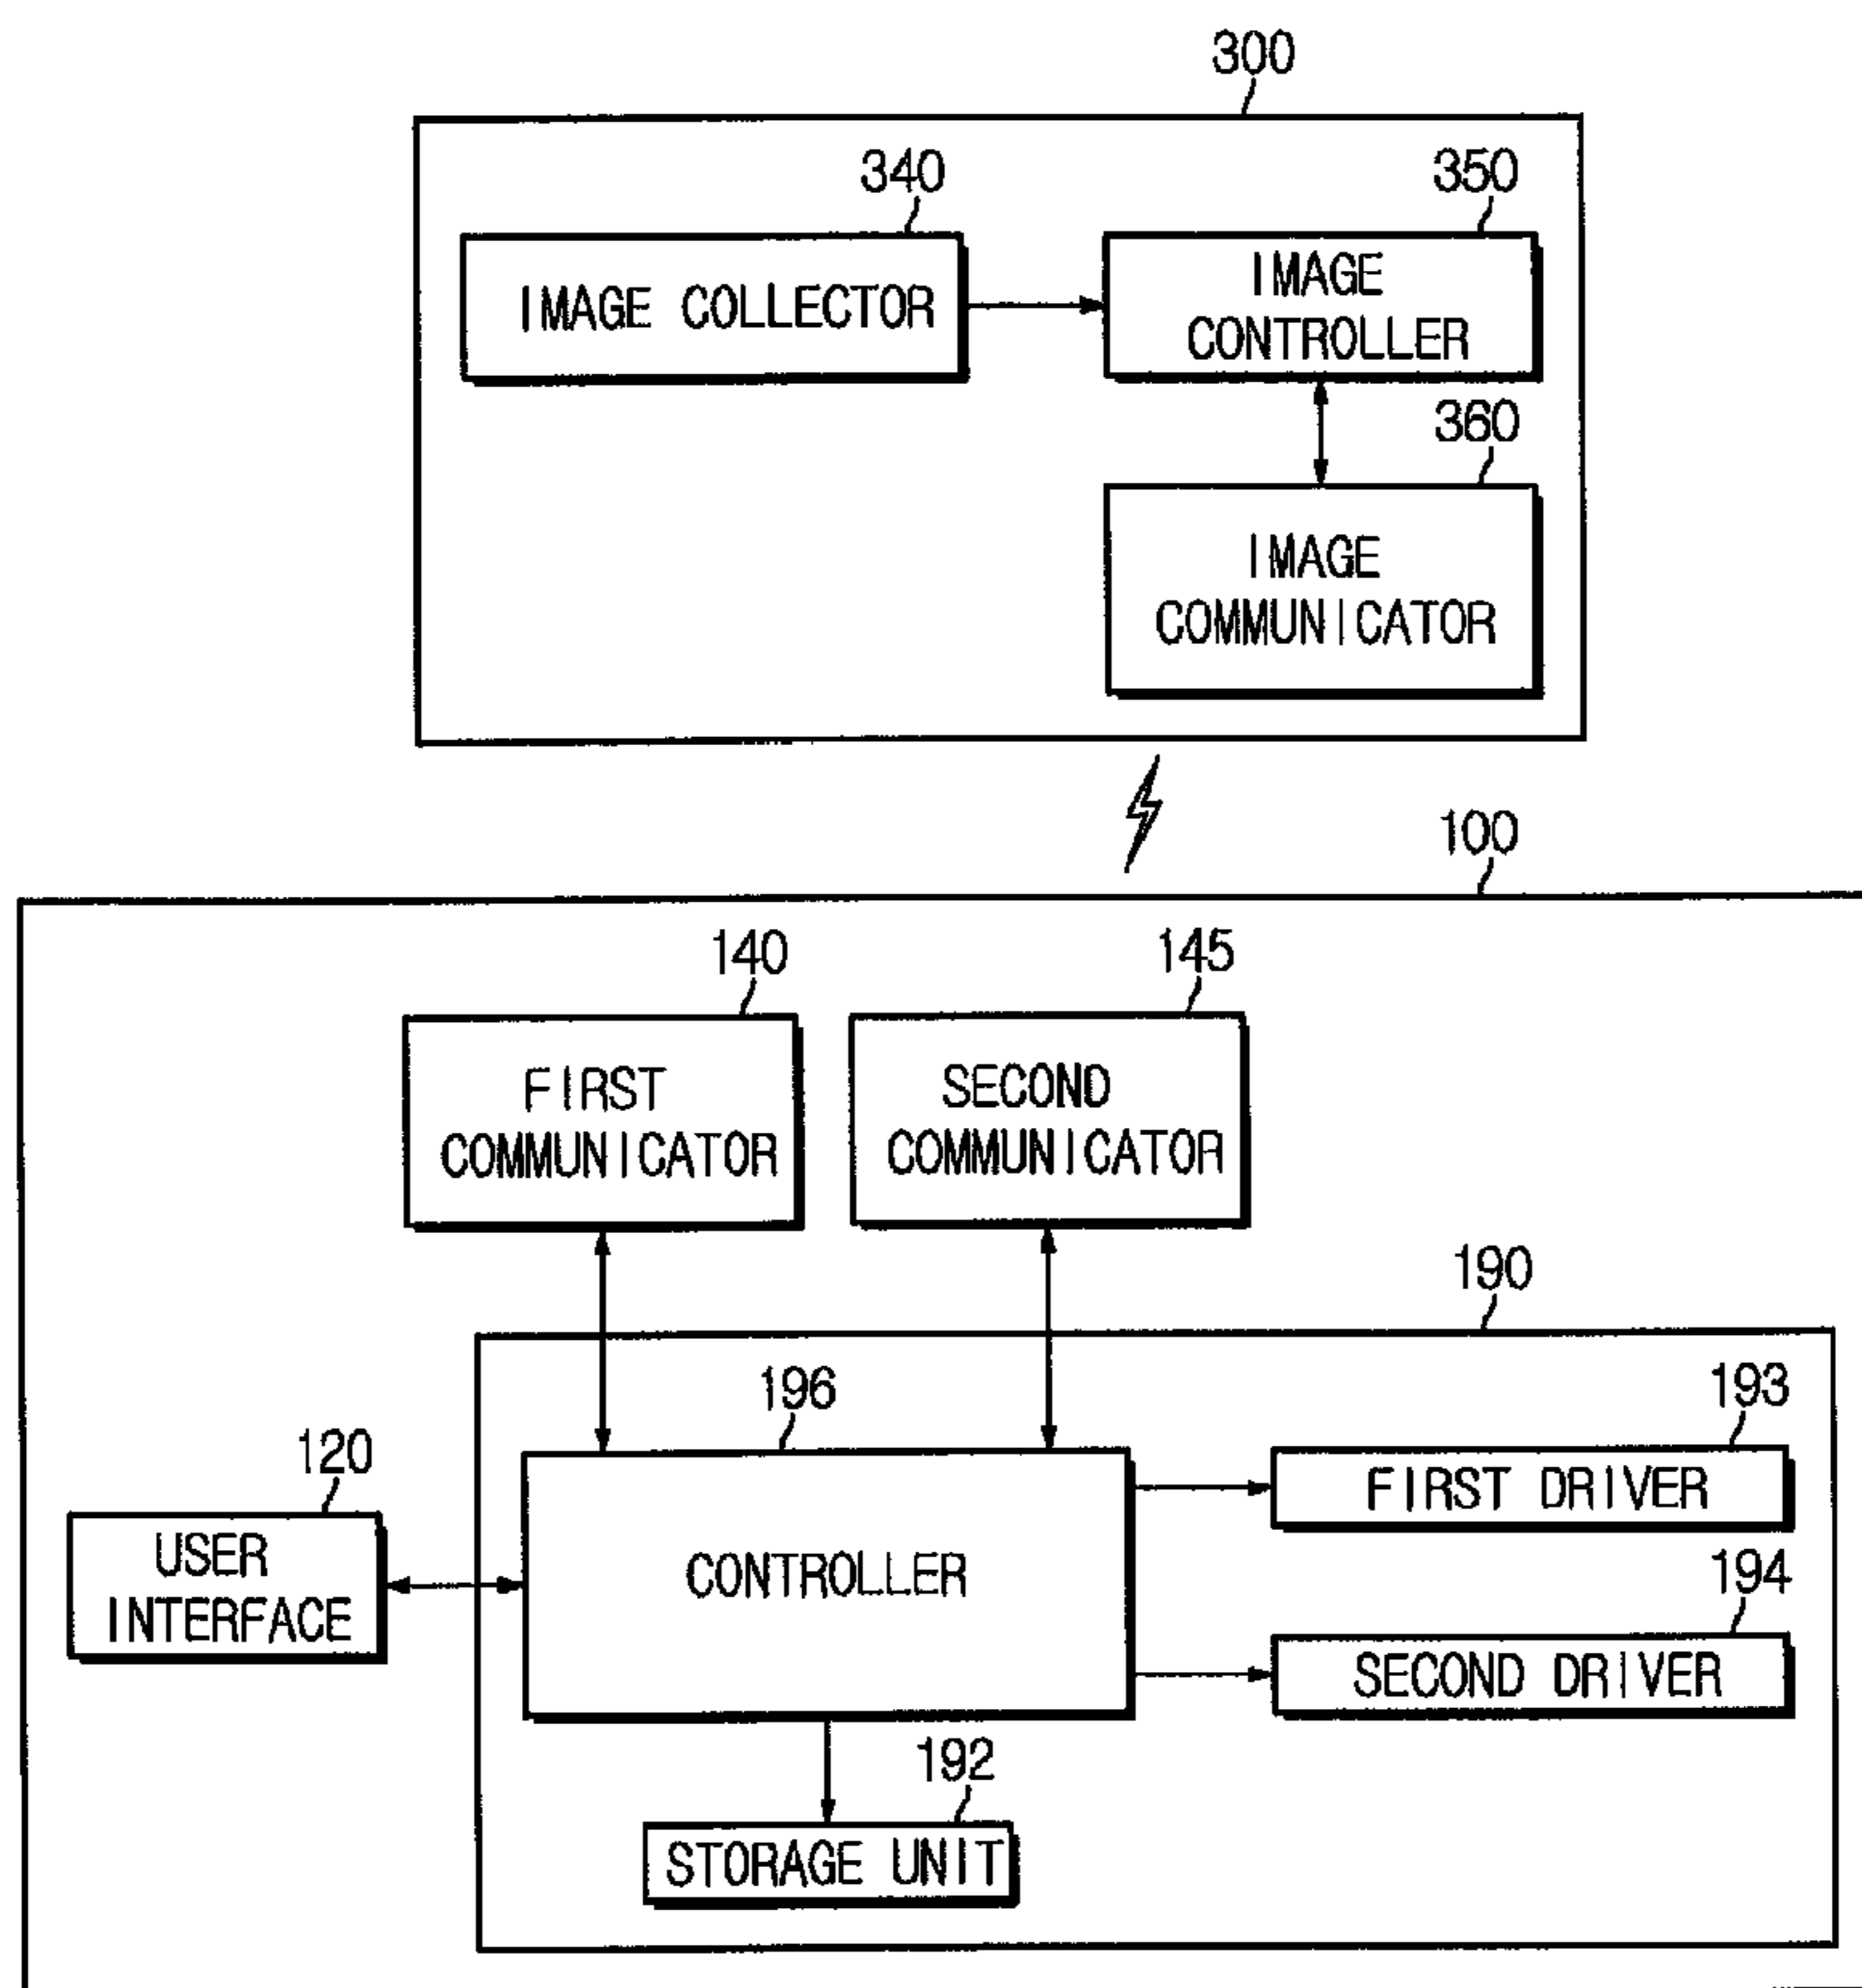 300
340
350
IMAGE COLLECTOR
IMAGE
CONTROLLER
360
IMAGE
COMMUNICATOR
100
140
145
FIRST
COMMUNICATOR
SECOND
COMMUNICATOR
190
196
193
120
FIRST DRIVER
USER
INTERFACE
CONTROLLER
194
SECOND DRIVER
192
STORAGE UNIT